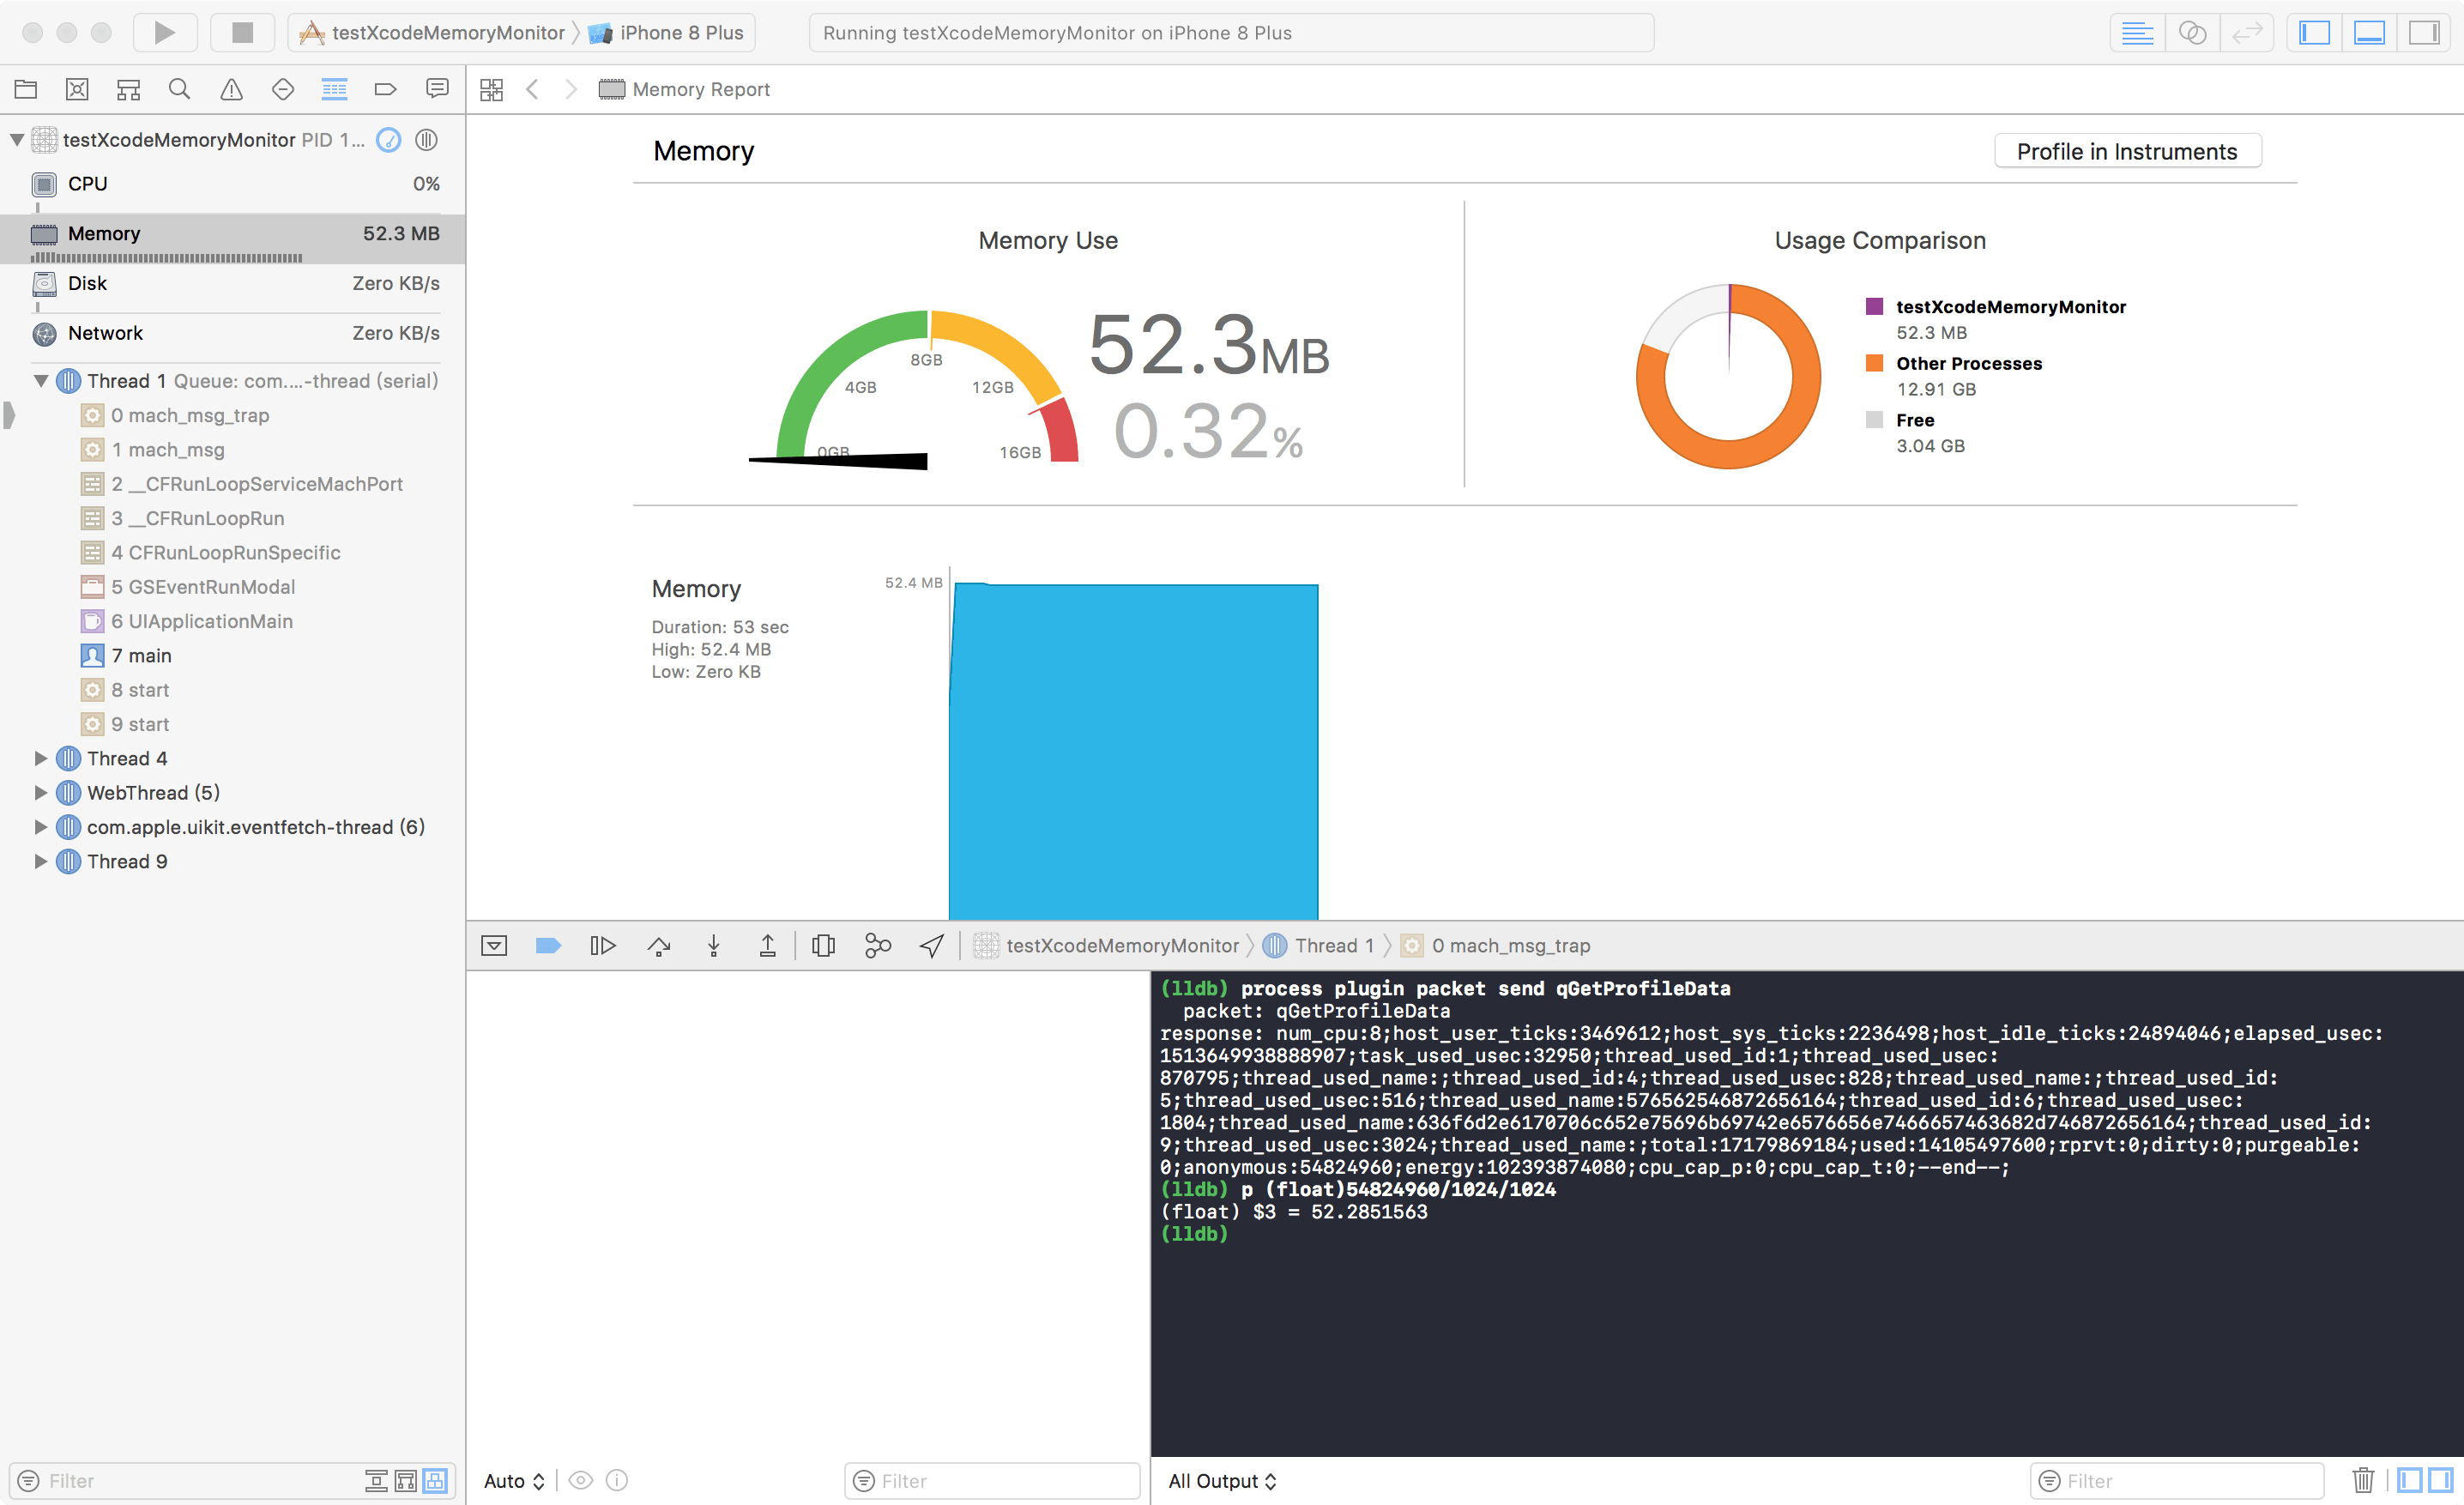 testXcodeMemoryMonitor iPhone 8 Plus
Running testXcodeMemoryMonitor on iPhone 8 Plus
Memory Report
testXcodeMemoryMonitor PID 1...
CPU 0%
Memory 52.3 MB
Disk Zero KB/s
Network Zero KB/s
Thread 1 Queue: com....-thread (serial)
0 mach_msg_trap
1 mach_msg
2 __CFRunLoopServiceMachPort
3 __CFRunLoopRun
4 CFRunLoopRunSpecific
5 GSEventRunModal
6 UIApplicationMain
7 main
8 start
9 start
Thread 4
WebThread (5)
com.apple.uikit.eventfetch-thread (6)
Thread 9
Filter
Memory
Profile in Instruments
Memory Use
0GB
4GB
8GB
12GB
16GB
52.3MB
0.32%
Usage Comparison
testXcodeMemoryMonitor
52.3 MB
Other Processes
12.91 GB
Free
3.04 GB
Memory
Duration: 53 sec
High: 52.4 MB
Low: Zero KB
52.4 MB
testXcodeMemoryMonitor Thread 1 0 mach_msg_trap
(lldb) process plugin packet send qGetProfileData
packet: qGetProfileData
response: num_cpu:8;host_user_ticks:3469612;host_sys_ticks:2236498;host_idle_ticks:24894046;elapsed_usec:
1513649938888907;task_used_usec:32950;thread_used_id:1;thread_used_usec:
870795;thread_used_name:;thread_used_id:4;thread_used_usec:828;thread_used_name:;thread_used_id:
5;thread_used_usec:516;thread_used_name:576562546872656164;thread_used_id:6;thread_used_usec:
1804;thread_used_name:636f6d2e6170706c652e75696b69742e6576656e7466657463682d746872656164;thread_used_id:
9;thread_used_usec:3024;thread_used_name:;total:17179869184;used:14105497600;rprvt:0;dirty:0;purgeable:
0;anonymous:54824960;energy:102393874080;cpu_cap_p:0;cpu_cap_t:0;--end--;
(lldb) p (float)54824960/1024/1024
(float) $3 = 52.2851563
(lldb)
Auto
Filter
All Output
Filter